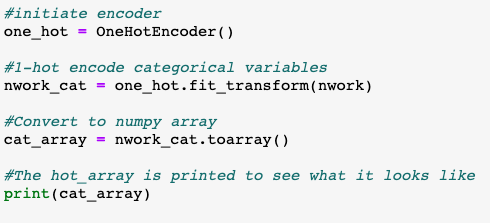 #initiate encoder
one_hot = OneHotEncoder()
#1-hot encode categorical variables
nwork_cat = one_hot.fit_transform(nwork)
#Convert to numpy array
cat_array = nwork_cat.toarray()
#The hot_array is printed to see what it looks like
print(cat_array)